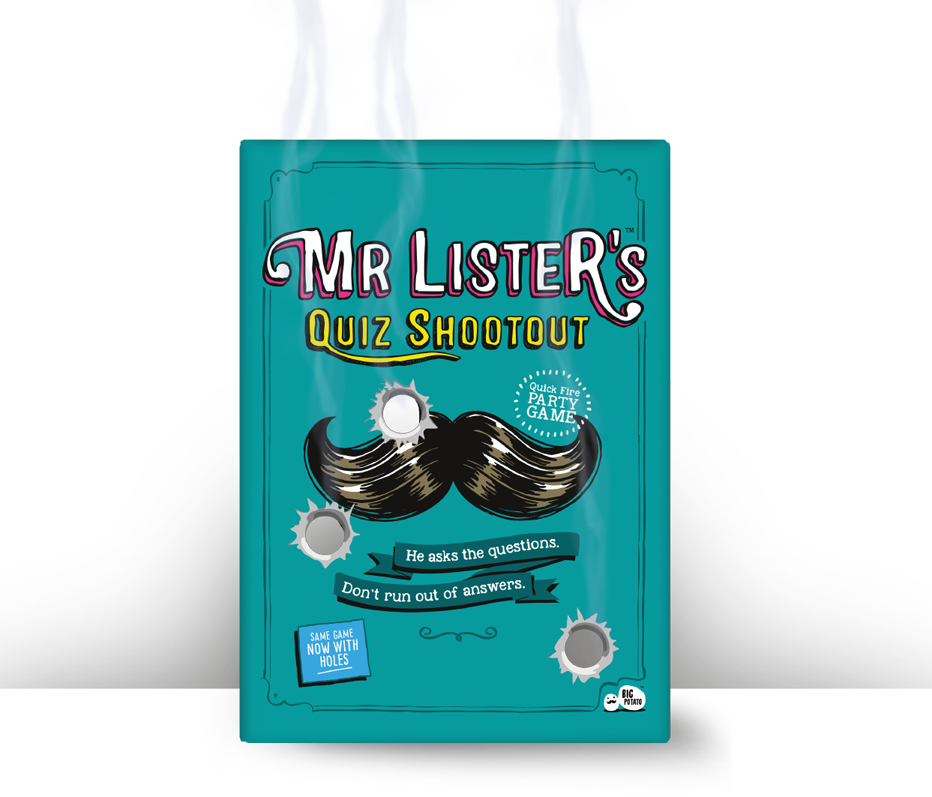 MR LISTER'S™
QUIZ SHOOTOUT
Quick Fire
PARTY
GAME
He asks the questions.
Don't run out of answers.
SAME GAME
NOW WITH
HOLES
BIG
POTATO